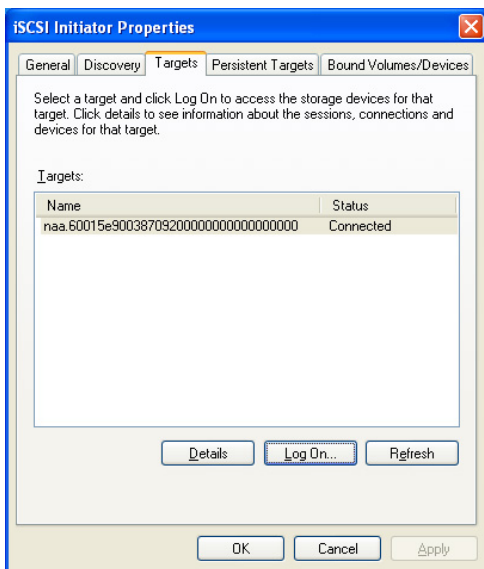 iSCSI Initiator Properties
General Discovery Targets Persistent Targets Bound Volumes/Devices
Select a target and click Log On to access the storage devices for that
target. Click details to see information about the sessions, connections and
devices for that target.
Targets:
Name Status
naa.60015e90038709200000000000000000 Connected
Details Log On... Refresh
OK Cancel Apply